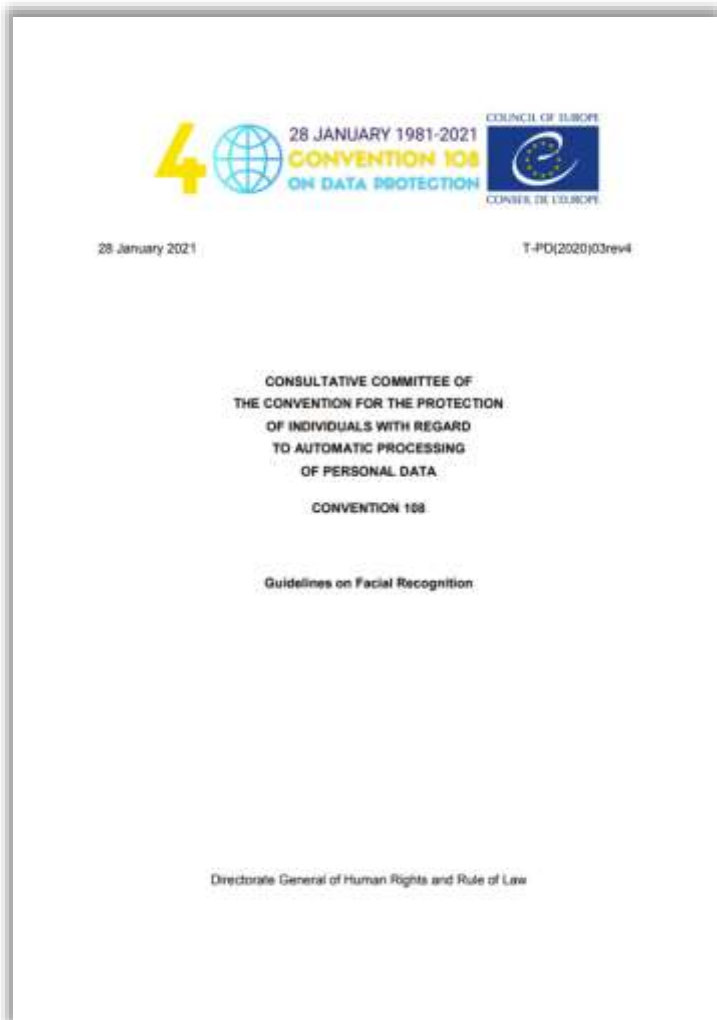 40
28 JANUARY 1981-2021
CONVENTION 108
ON DATA PROTECTION
COUNCIL OF EUROPE
CONSEIL DE L'EUROPE
28 January 2021
T-PD(2020)03rev4
CONSULTATIVE COMMITTEE OF
THE CONVENTION FOR THE PROTECTION
OF INDIVIDUALS WITH REGARD
TO AUTOMATIC PROCESSING
OF PERSONAL DATA
CONVENTION 108
Guidelines on Facial Recognition
Directorate General of Human Rights and Rule of Law